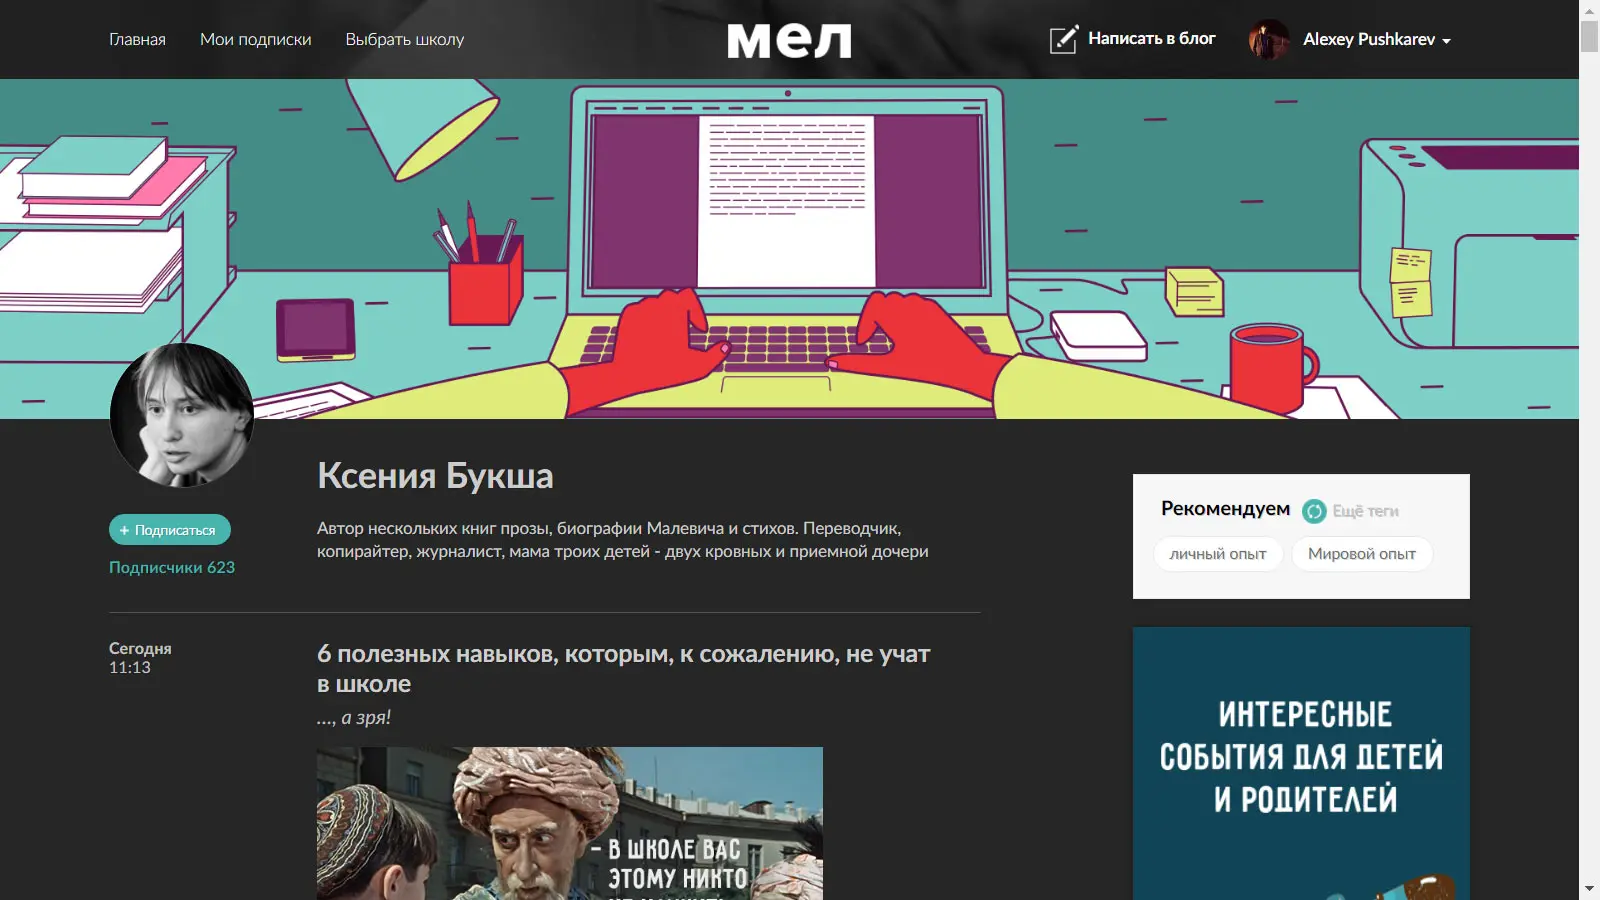 Главная
Мои подписки
Выбрать школу
мел
Написать в блог
Alexey Pushkarev
Ксения Букша
+ Подписаться
Подписчики 623
Автор нескольких книг прозы, биографии Малевича и стихов. Переводчик,
копирайтер, журналист, мама троих детей - двух кровных и приемной дочери
Рекомендуем
Ещё теги
личный опыт
Мировой опыт
Сегодня
11:13
6 полезных навыков, которым, к сожалению, не учат
в школе
..., а зря!
– В ШКОЛЕ ВАС
ЭТОМУ НИКТО
ИНТЕРЕСНЫЕ
СОБЫТИЯ ДЛЯ ДЕТЕЙ
И РОДИТЕЛЕЙ